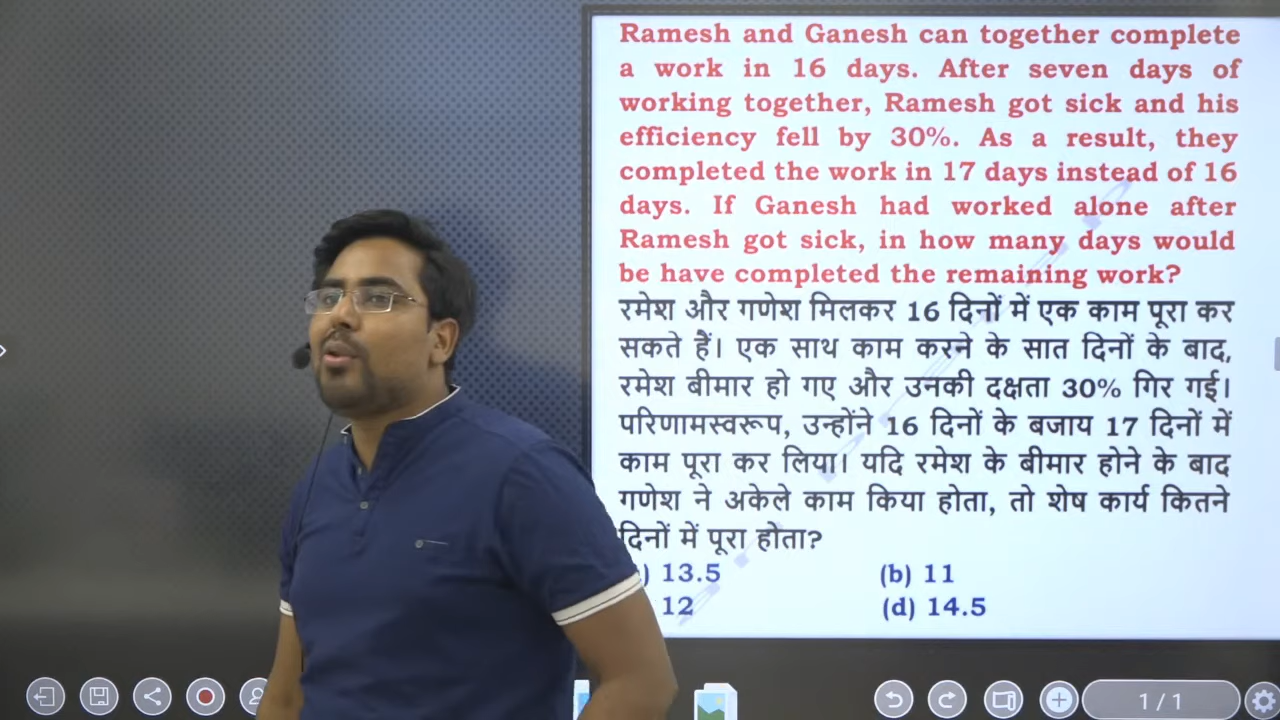 Ramesh and Ganesh can together complete
a work in 16 days. After seven days of
working together, Ramesh got sick and his
efficiency fell by 30%. As a result, they
completed the work in 17 days instead of 16
days. If Ganesh had worked alone after
Ramesh got sick, in how many days would
be have completed the remaining work?
रमेश और गणेश मिलकर 16 दिनों में एक काम पूरा कर
सकते हैं। एक साथ काम करने के सात दिनों के बाद,
रमेश बीमार हो गए और उनकी दक्षता 30% गिर गई।
परिणामस्वरूप, उन्होंने 16 दिनों के बजाय 17 दिनों में
काम पूरा कर लिया। यदि रमेश के बीमार होने के बाद
गणेश ने अकेले काम किया होता, तो शेष कार्य कितने
दिनों में पूरा होता?
) 13.5 (b) 11
12 (d) 14.5
1 / 1